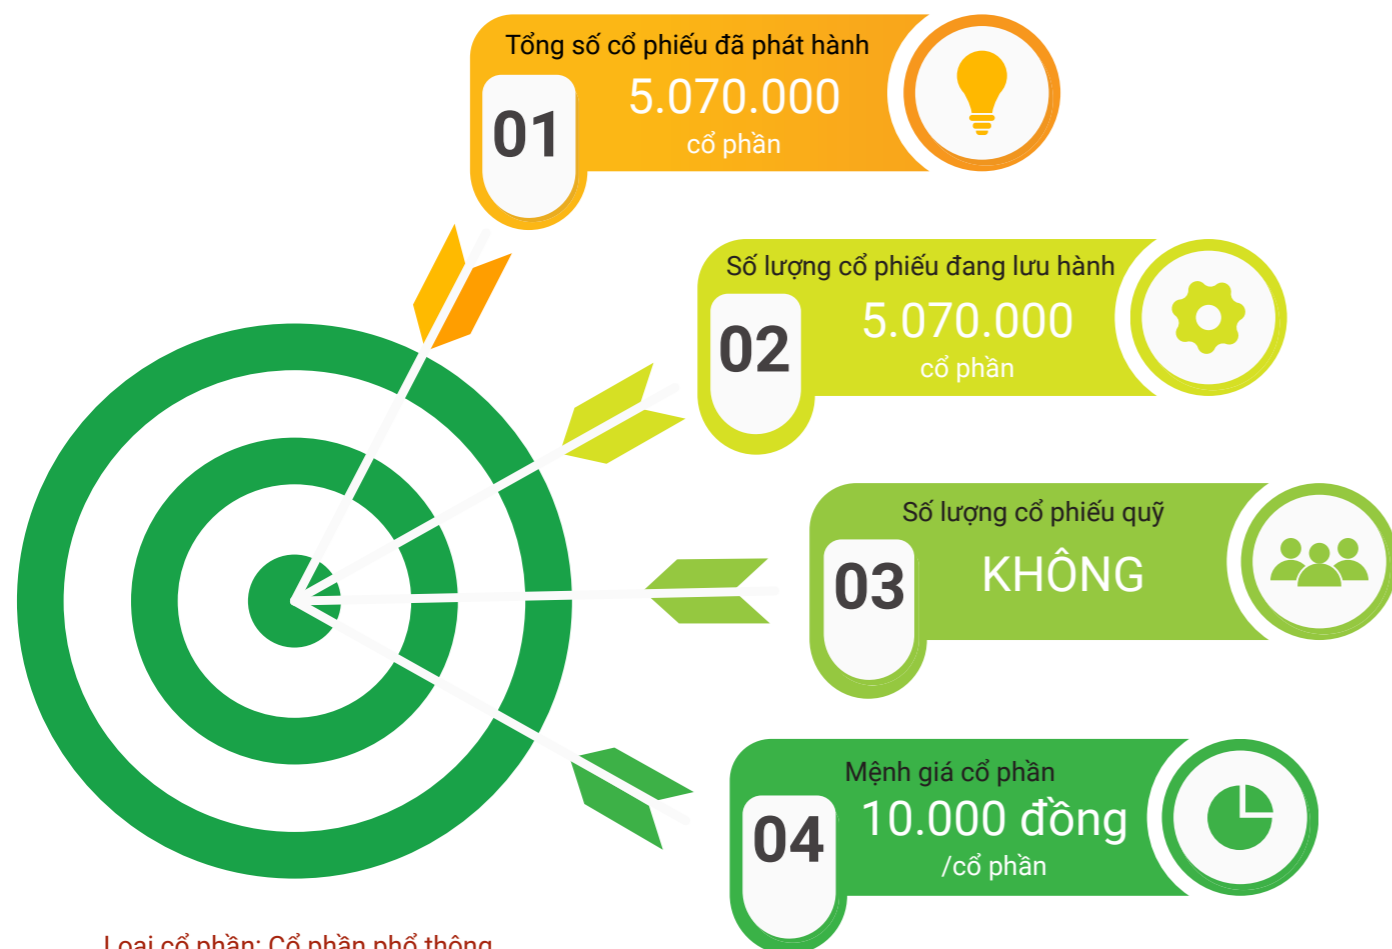 Tổng số cổ phiếu đã phát hành
01
5.070.000
cổ phần
Số lượng cổ phiếu đang lưu hành
02
5.070.000
cổ phần
Số lượng cổ phiếu quỹ
03
KHÔNG
Mệnh giá cổ phần
04
10.000 đồng
/cổ phần
Loại cổ phần: Cổ phần phổ thông